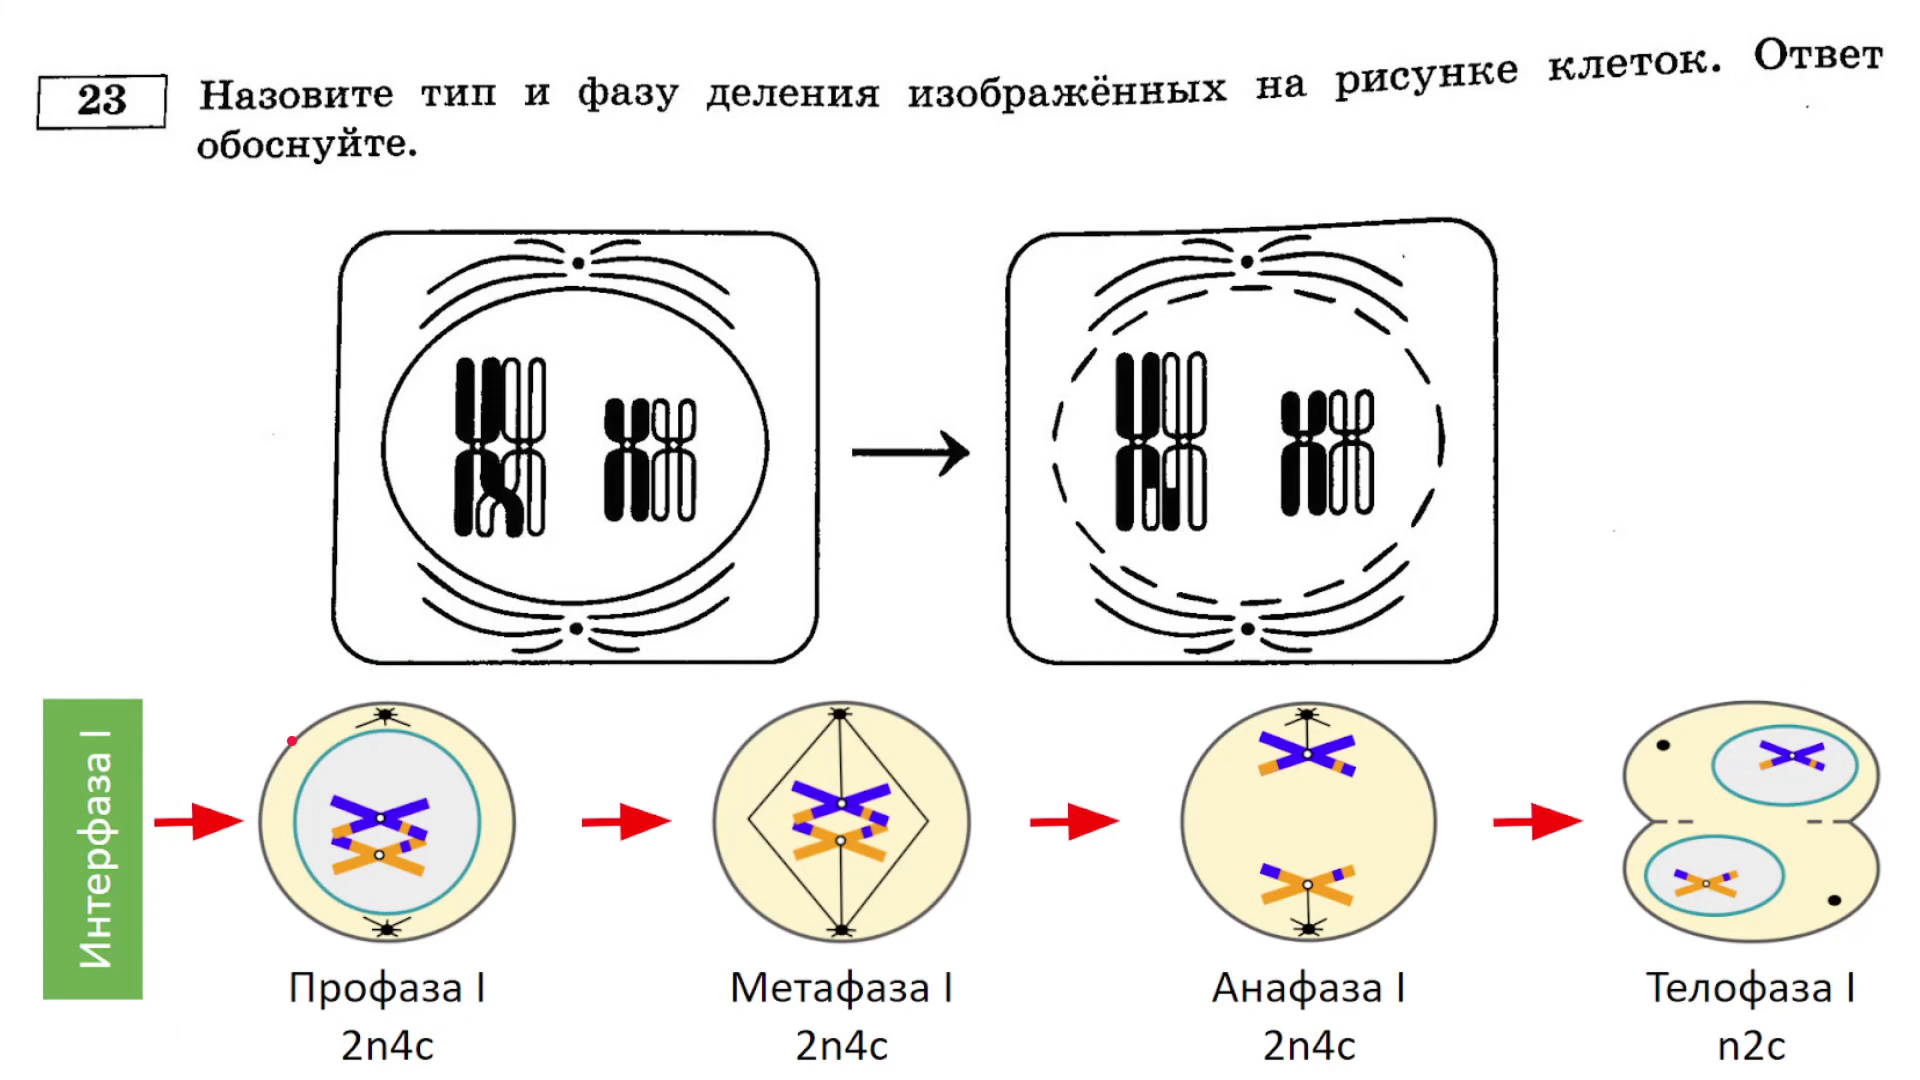 23 Назовите тип и фазу деления изображённых на рисунке клеток. Ответ
обоснуйте.
Интерфаза I
Профаза I
2n4c
Метафаза I
2n4c
Анафаза I
2n4c
Телофаза I
n2c